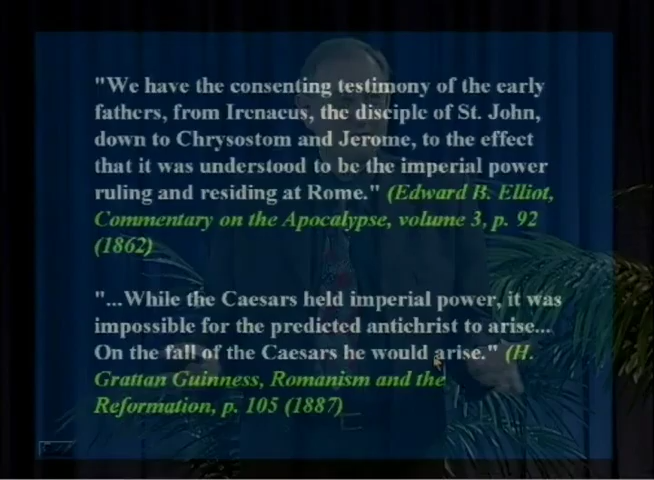 "We have the consenting testimony of the early
fathers, from Irenaeus, the disciple of St. John,
down to Chrysostom and Jerome, to the effect
that it was understood to be the imperial power
ruling and residing at Rome." (Edward B. Elliot,
Commentary on the Apocalypse, volume 3, p. 92
(1862)
"...While the Caesars held imperial power, it was
impossible for the predicted antichrist to arise...
On the fall of the Caesars he would arise." (H.
Grattan Guinness, Romanism and the
Reformation, p. 105 (1887)